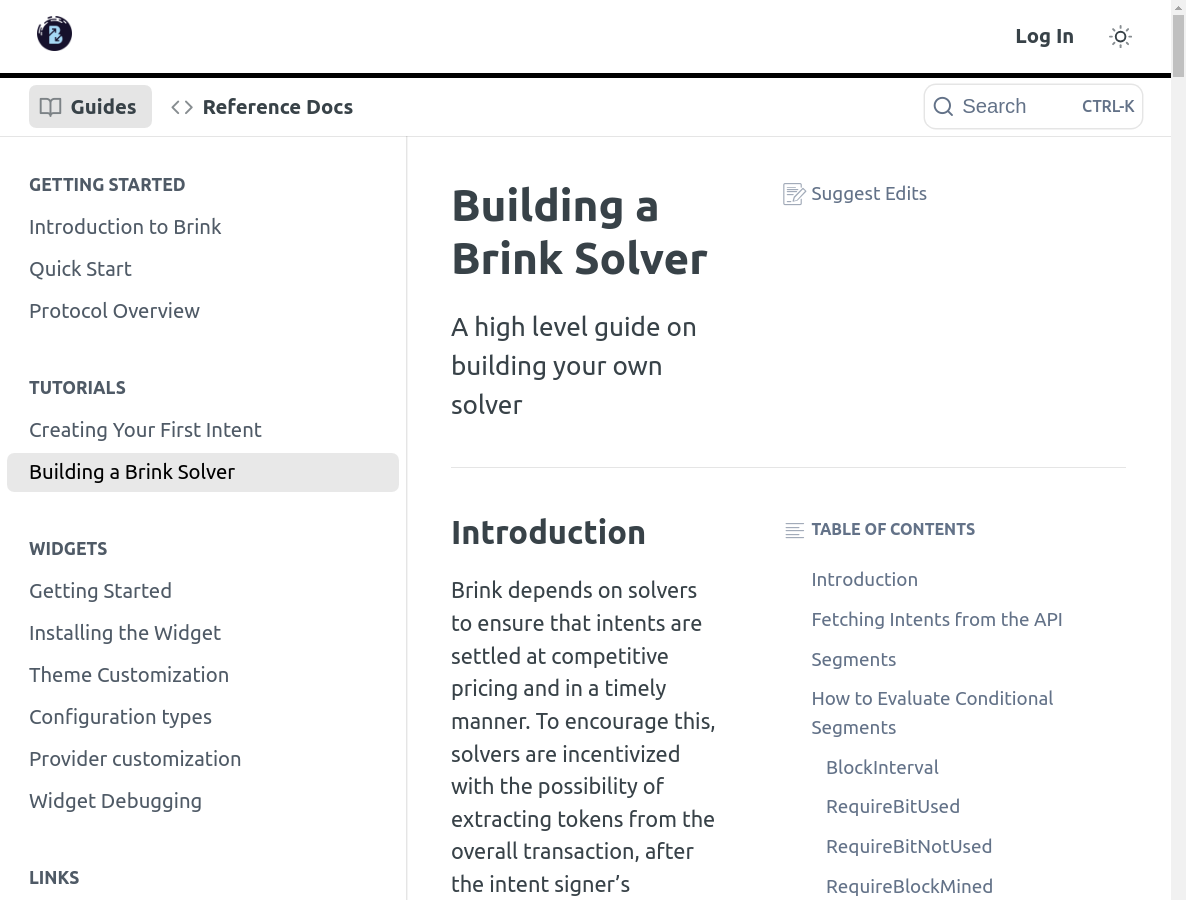 Log In
Guides
Reference Docs
Search
CTRL-K
GETTING STARTED
Introduction to Brink
Quick Start
Protocol Overview
TUTORIALS
Creating Your First Intent
Building a Brink Solver
WIDGETS
Getting Started
Installing the Widget
Theme Customization
Configuration types
Provider customization
Widget Debugging
LINKS
Building a
Brink Solver
A high level guide on
building your own
solver
Suggest Edits
Introduction
Brink depends on solvers
to ensure that intents are
settled at competitive
pricing and in a timely
manner. To encourage this,
solvers are incentivized
with the possibility of
extracting tokens from the
overall transaction, after
the intent signer’s
TABLE OF CONTENTS
Introduction
Fetching Intents from the API
Segments
How to Evaluate Conditional
Segments
BlockInterval
RequireBitUsed
RequireBitNotUsed
RequireBlockMined